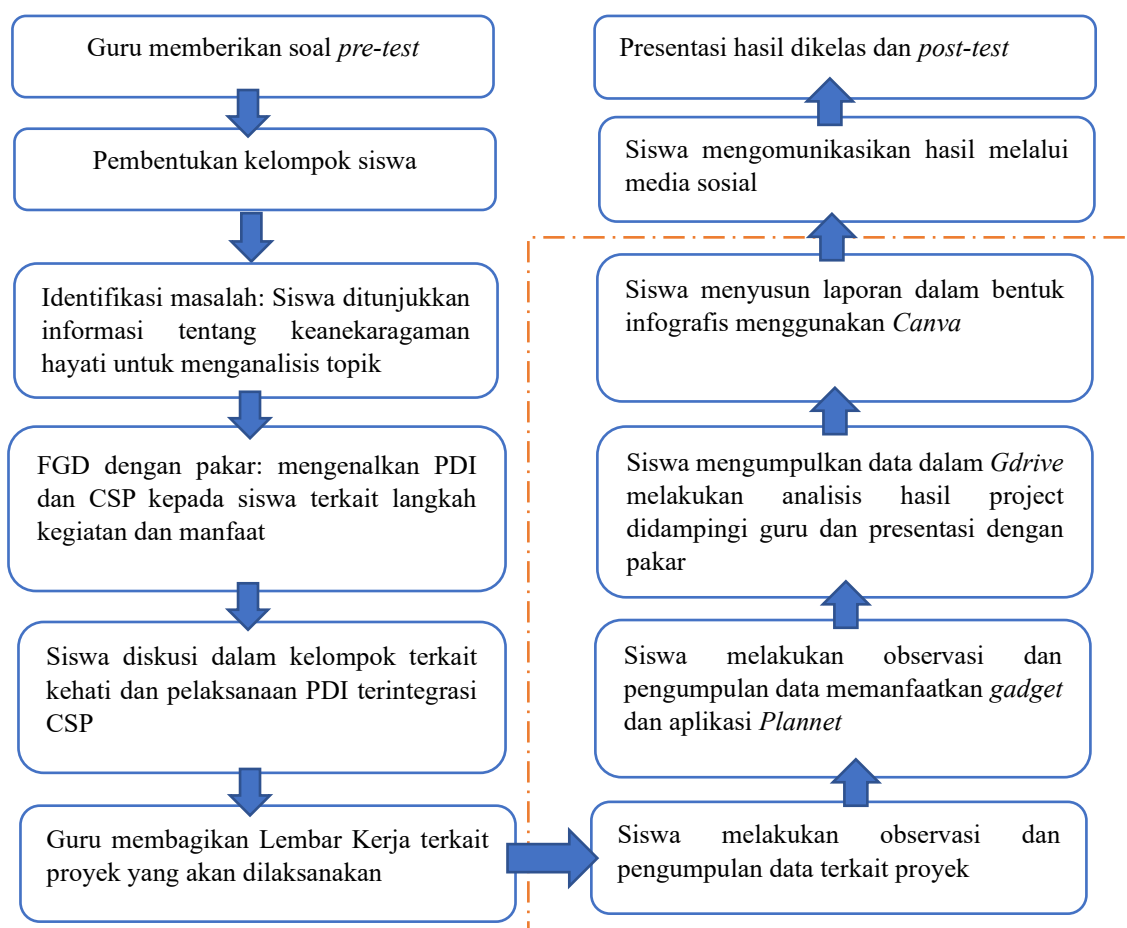 Guru memberikan soal pre-test
Pembentukan kelompok siswa
Identifikasi masalah: Siswa ditunjukkan
informasi tentang keanekaragaman
hayati untuk menganalisis topik
FGD dengan pakar: mengenalkan PDI
dan CSP kepada siswa terkait langkah
kegiatan dan manfaat
Siswa diskusi dalam kelompok terkait
kehati dan pelaksanaan PDI terintegrasi
CSP
Guru membagikan Lembar Kerja terkait
proyek yang akan dilaksanakan
Siswa melakukan observasi dan
pengumpulan data terkait proyek
Siswa melakukan observasi dan
pengumpulan data memanfaatkan gadget
dan aplikasi Plannet
Siswa mengumpulkan data dalam Gdrive
melakukan analisis hasil project
didampingi guru dan presentasi dengan
pakar
Siswa menyusun laporan dalam bentuk
infografis menggunakan Canva
Siswa mengomunikasikan hasil melalui
media sosial
Presentasi hasil dikelas dan post-test